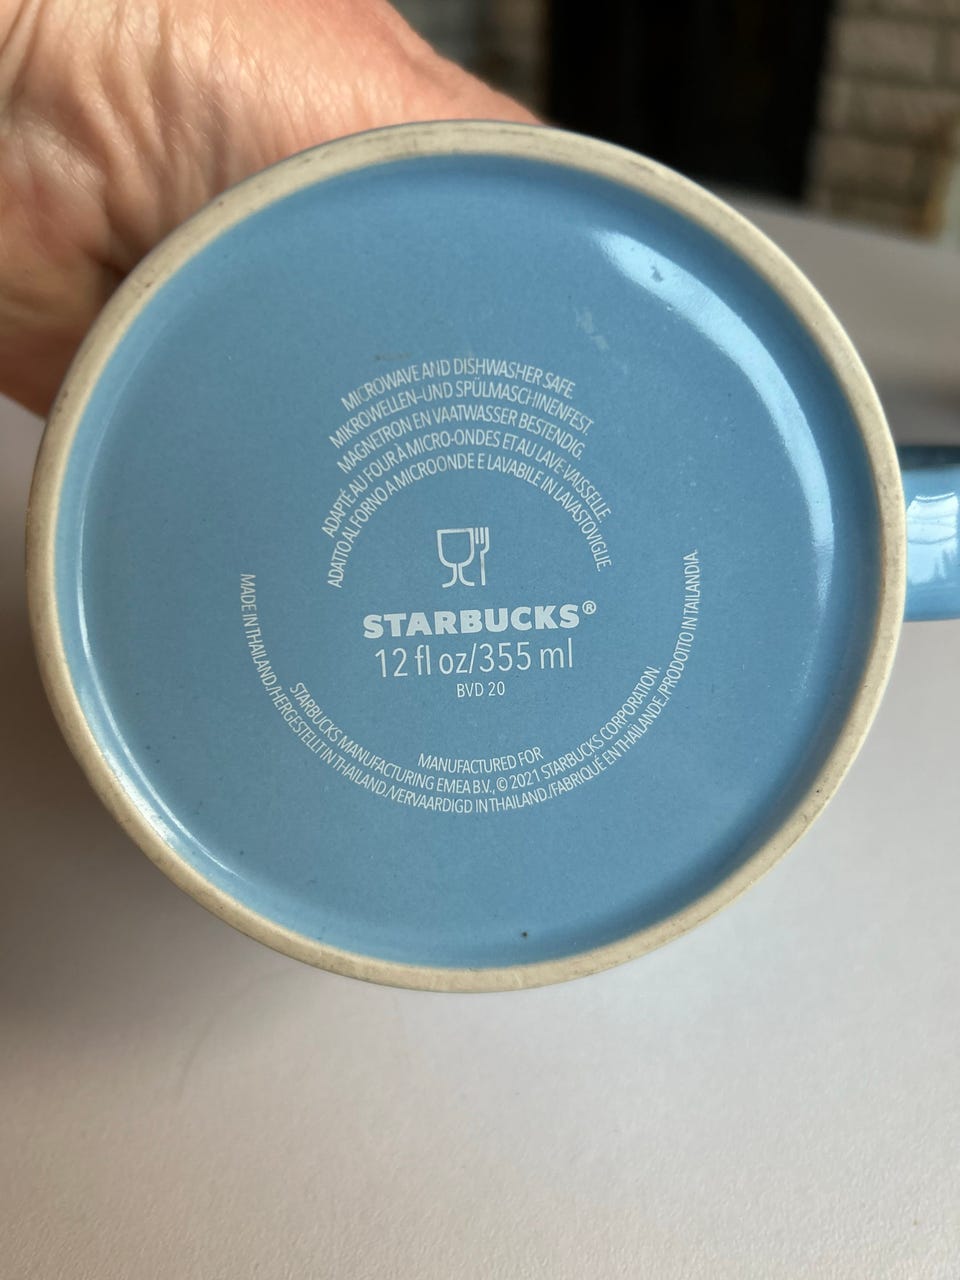 MICROWAVE AND DISHWASHER SAFE.
MIKROWELLEN-UND SPÜLMASCHINENFEST.
MAGNETRON EN VAATWASSER BESTENDIG.
ADAPTÉ AU FOUR À MICRO-ONDES ET AU LAVE-VAISSELLE.
ADATTO AL FORNO A MICROONDE E LAVABILE IN LAVASTOVIGLIE.
STARBUCKS®
12 fl oz/355 ml
BVD 20
MANUFACTURED FOR
STARBUCKS MANUFACTURING EMEA B.V., © 2021 STARBUCKS CORPORATION.
MADE IN THAILAND./HERGESTELLT IN THAILAND./VERVAARDIGD IN THAILAND./FABRIQUÉ EN THAÏLANDE./PRODOTTO IN TAILANDIA.